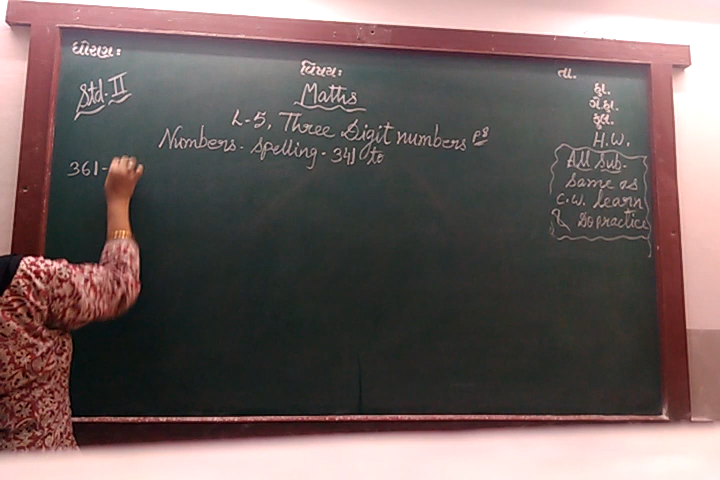 ધોરણ:
Std. II
વિષય:
Maths
L-5, Three Digit numbers P8
Numbers - Spelling - 341 to
361-
તા.
H.W.
All Sub.
Same as
C.W. Learn
& Do practice